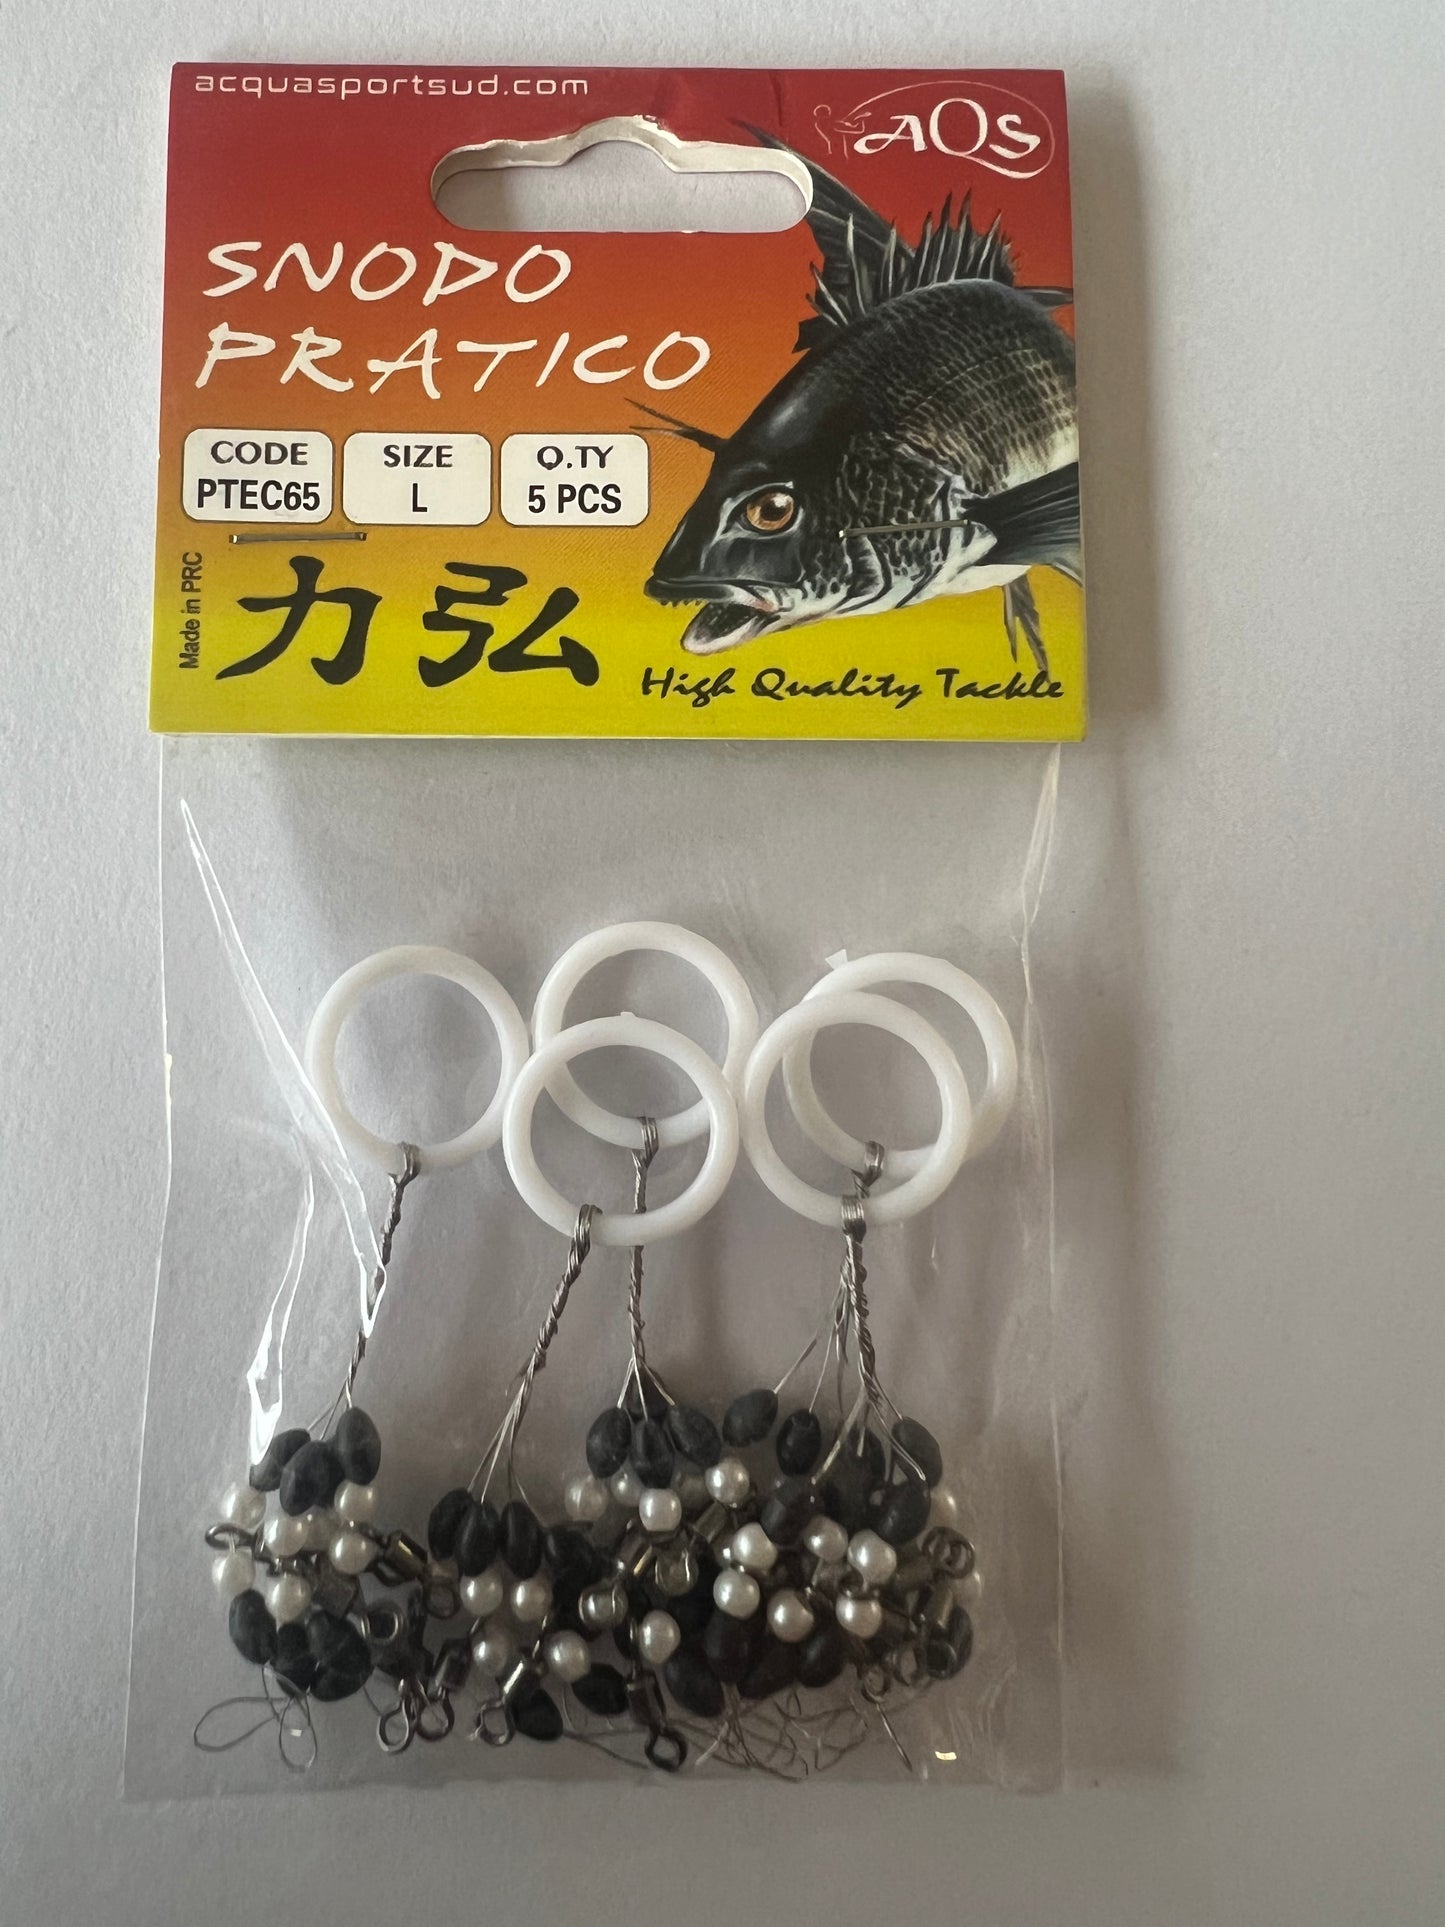 acquasportsud.com
AQS
SNODO
PRATICO
CODE
PTEC65
SIZE
L
Q.TY
5 PCS
Made in PRC
力弘
High Quality Tackle